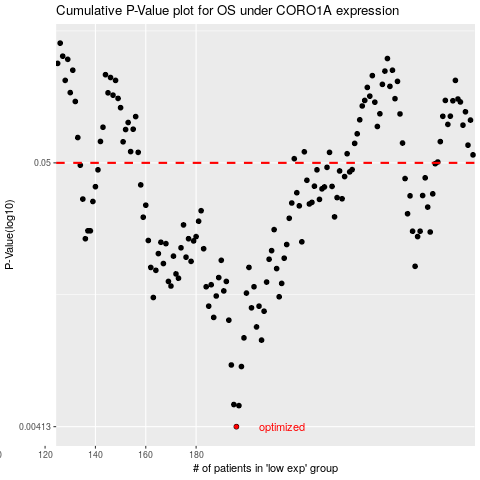 Cumulative P-Value plot for OS under CORO1A expression
P-Value(log10)
0.05
0.00413
optimized
0 120 140 160 180
# of patients in 'low exp' group